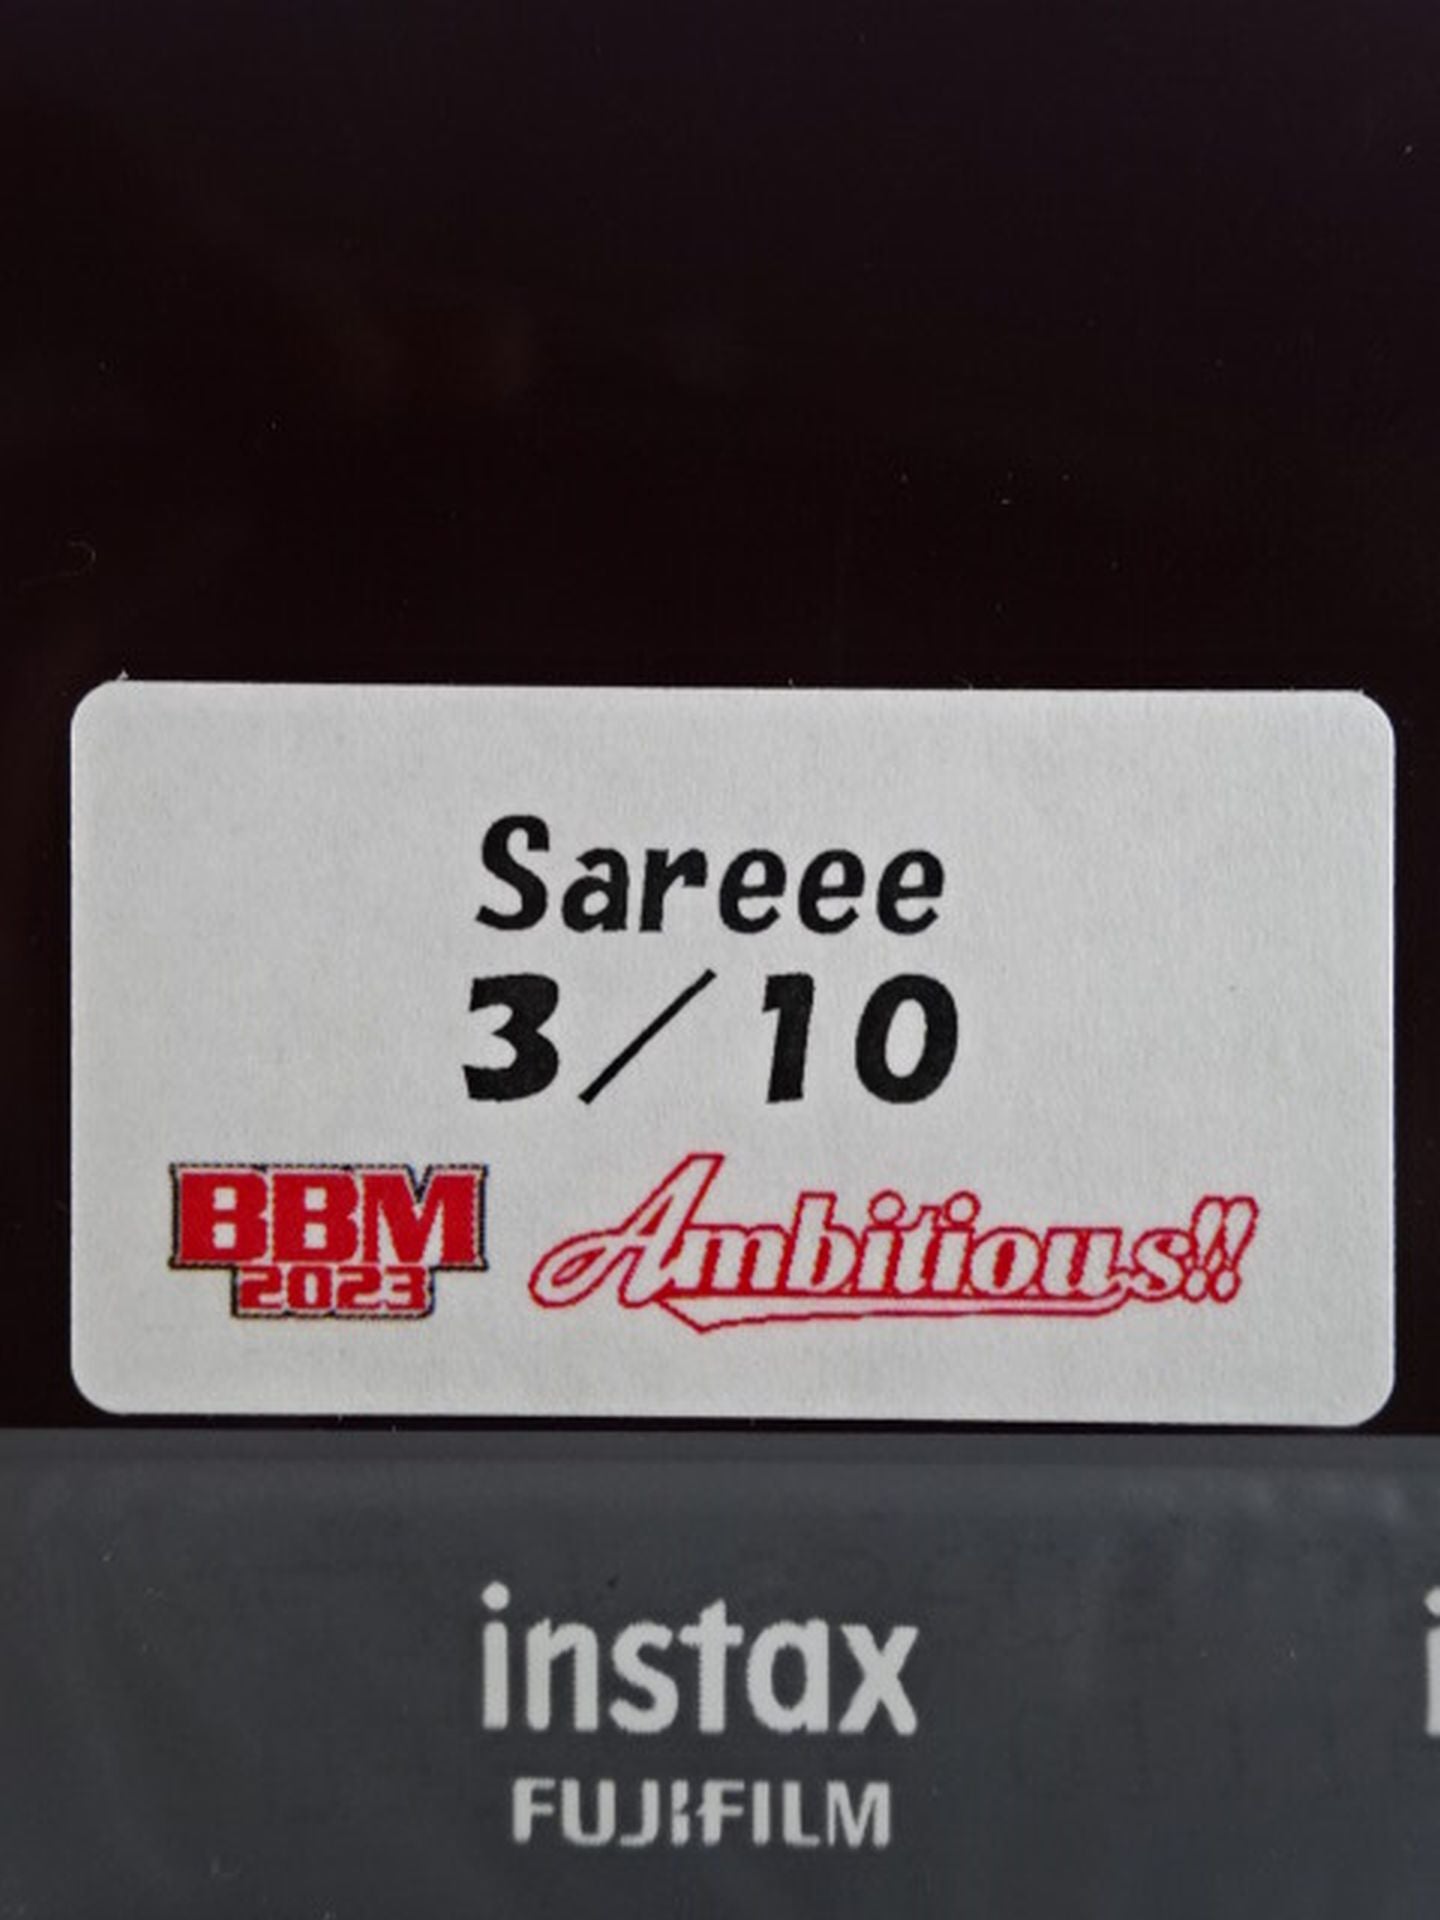 Sareee
3/10
BBM Ambitious!!
2023
instax
FUJIFILM